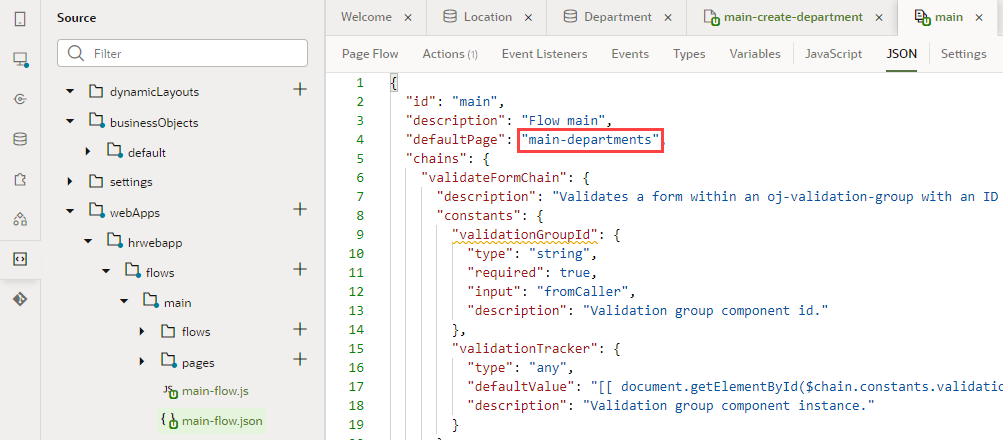 Source
Filter
dynamicLayouts
businessObjects
default
settings
webApps
hrwebapp
flows
main
flows
pages
JS main-flow.js
{ } main-flow.json
Welcome × Location × Department × main-create-department × main ×
Page Flow Actions (1) Event Listeners Events Types Variables JavaScript JSON Settings
1 {
2 "id": "main",
3 "description": "Flow main",
4 "defaultPage": "main-departments",
5 "chains": {
6 "validateFormChain": {
7 "description": "Validates a form within an oj-validation-group with an ID
8 "constants": {
9 "validationGroupId": {
10 "type": "string",
11 "required": true,
12 "input": "fromCaller",
13 "description": "Validation group component id."
14 },
15 "validationTracker": {
16 "type": "any",
17 "defaultValue": "[[ document.getElementById($chain.constants.validatio
18 "description": "Validation group component instance."
19 }